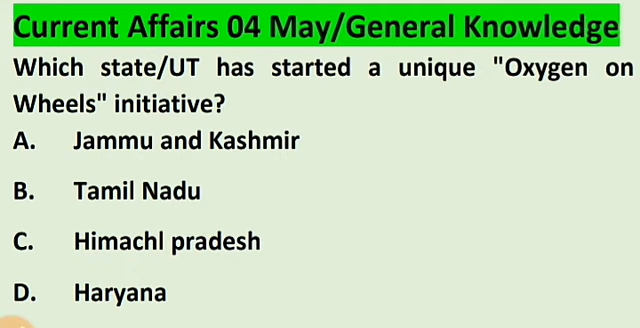 Current Affairs 04 May/General Knowledge
Which state/UT has started a unique "Oxygen on
Wheels" initiative?
A. Jammu and Kashmir
B. Tamil Nadu
C. Himachl pradesh
D. Haryana